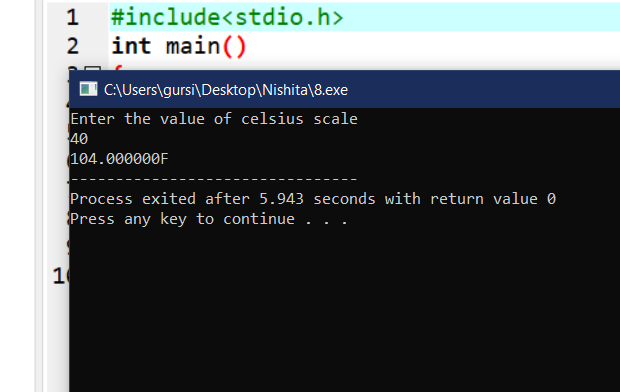 1 #include<stdio.h>
2 int main()
C:\Users\gursi\Desktop\Nishita\8.exe
Enter the value of celsius scale
40
104.000000F
--------------------------------
Process exited after 5.943 seconds with return value 0
Press any key to continue . . .